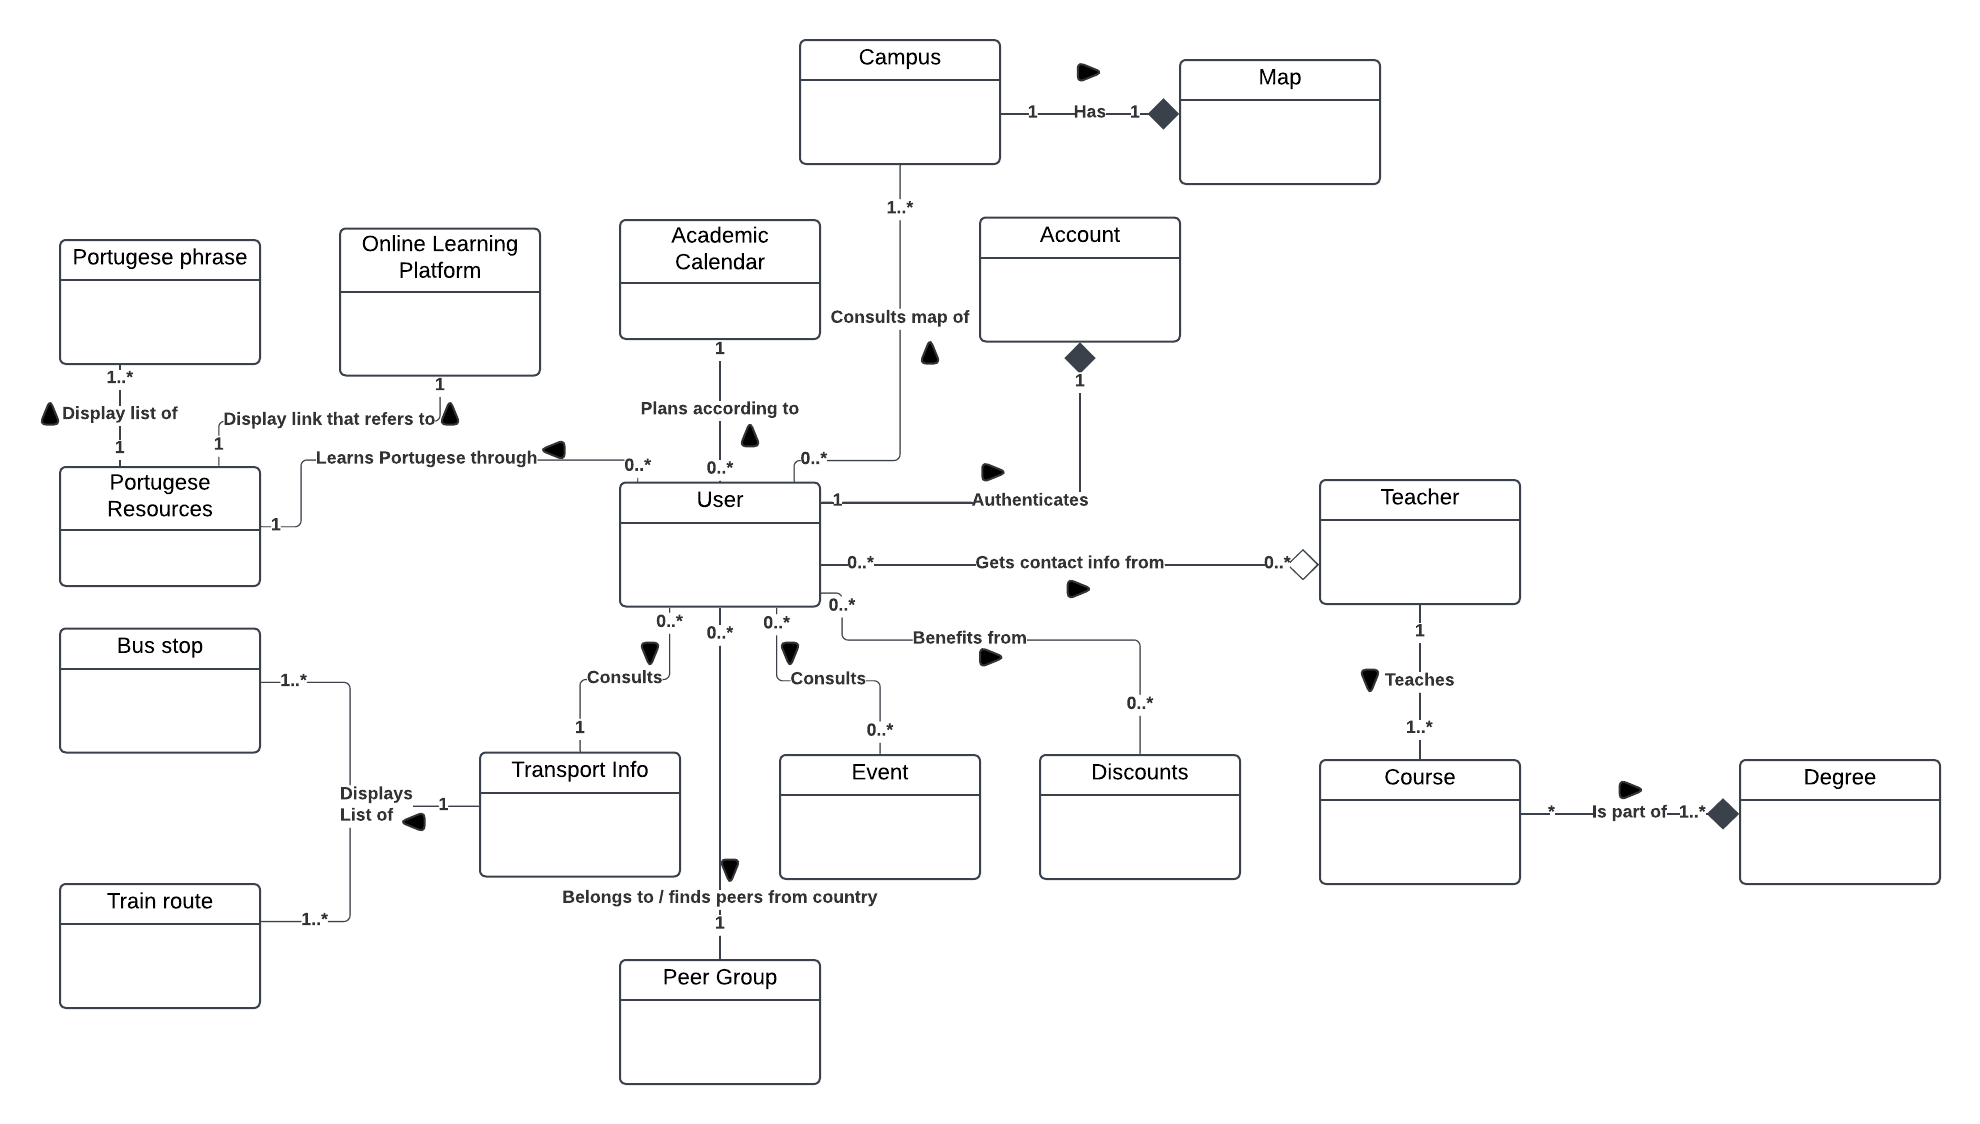 Campus
Map
1
Has
1
1..*
Portugese phrase
Online Learning
Platform
Academic
Calendar
Account
Consults map of
1..*
1
1
1
Display list of
Display link that refers to
Plans according to
1
1
Learns Portugese through
0..*
0..*
0..*
Portugese
Resources
1
User
1
Authenticates
Teacher
0..*
Gets contact info from
0..*
0..*
0..*
0..*
0..*
Benefits from
1
Bus stop
1..*
Consults
Consults
Teaches
0..*
1
0..*
1..*
Transport Info
Event
Discounts
Course
Degree
Displays
List of
1
*
Is part of
1..*
Train route
1..*
Belongs to / finds peers from country
1
Peer Group